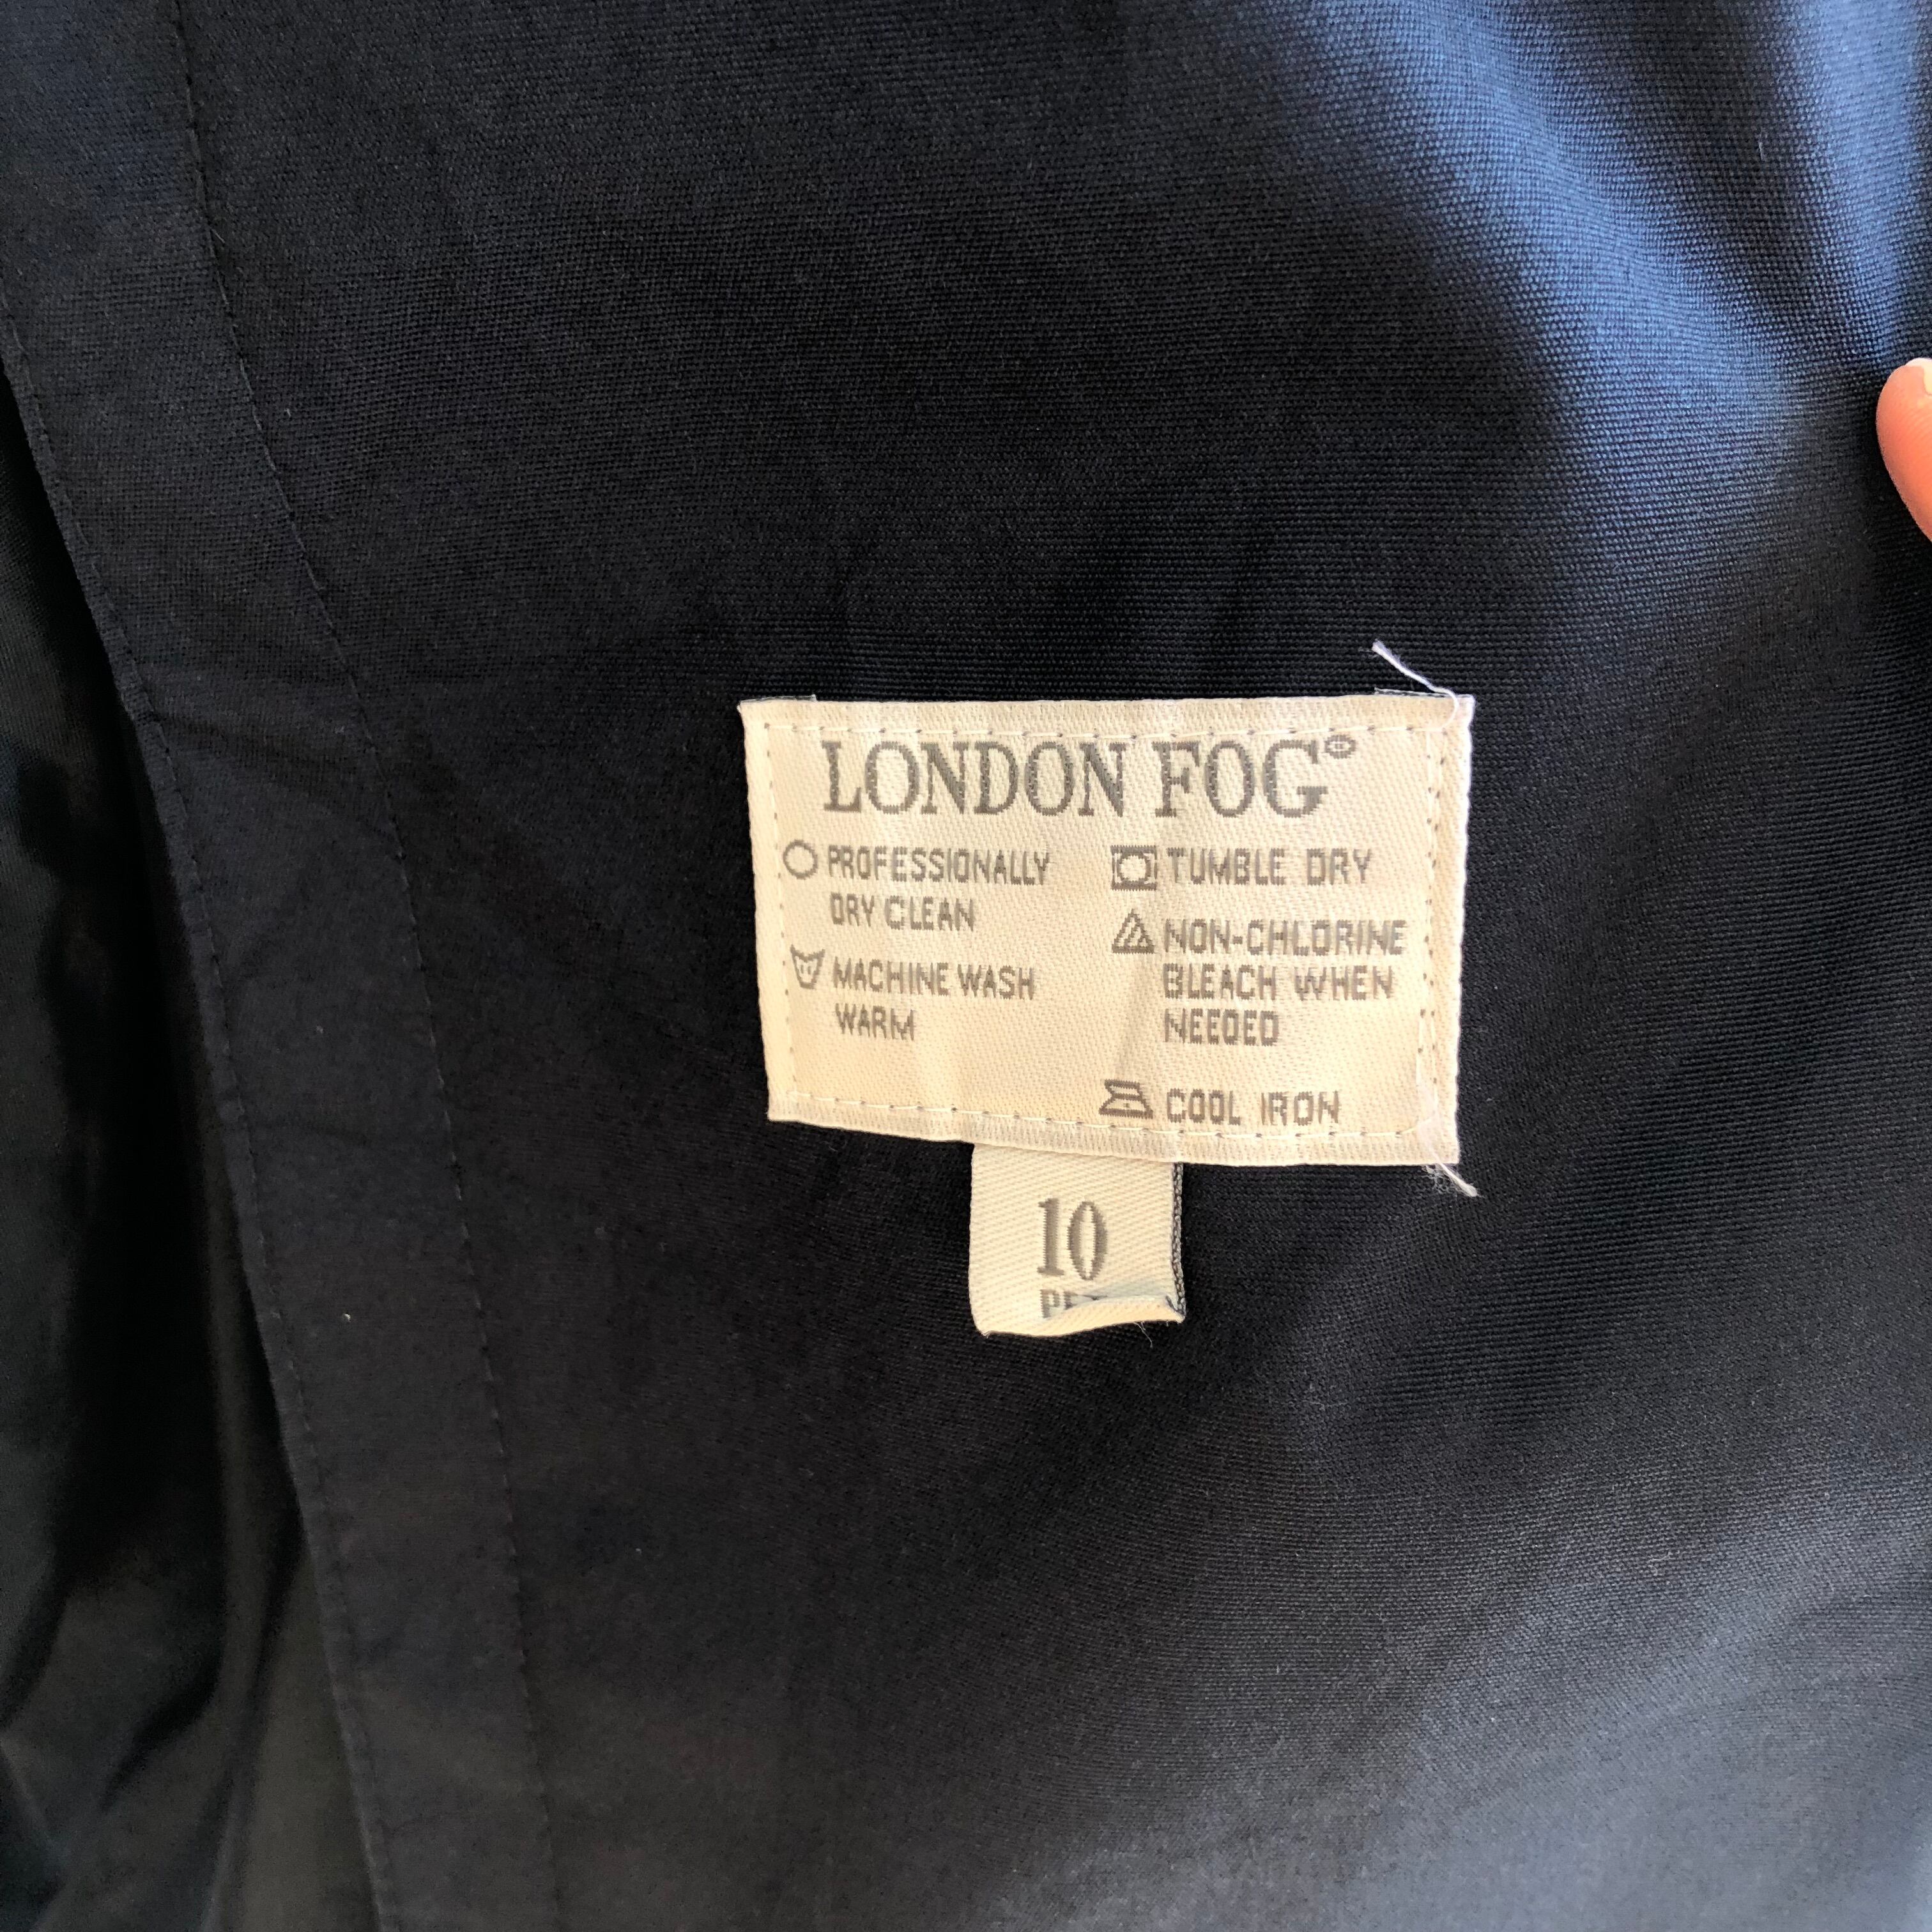 LONDON FOG®
PROFESSIONALLY
DRY CLEAN
MACHINE WASH
WARM
TUMBLE DRY
NON-CHLORINE
BLEACH WHEN
NEEDED
COOL IRON
10